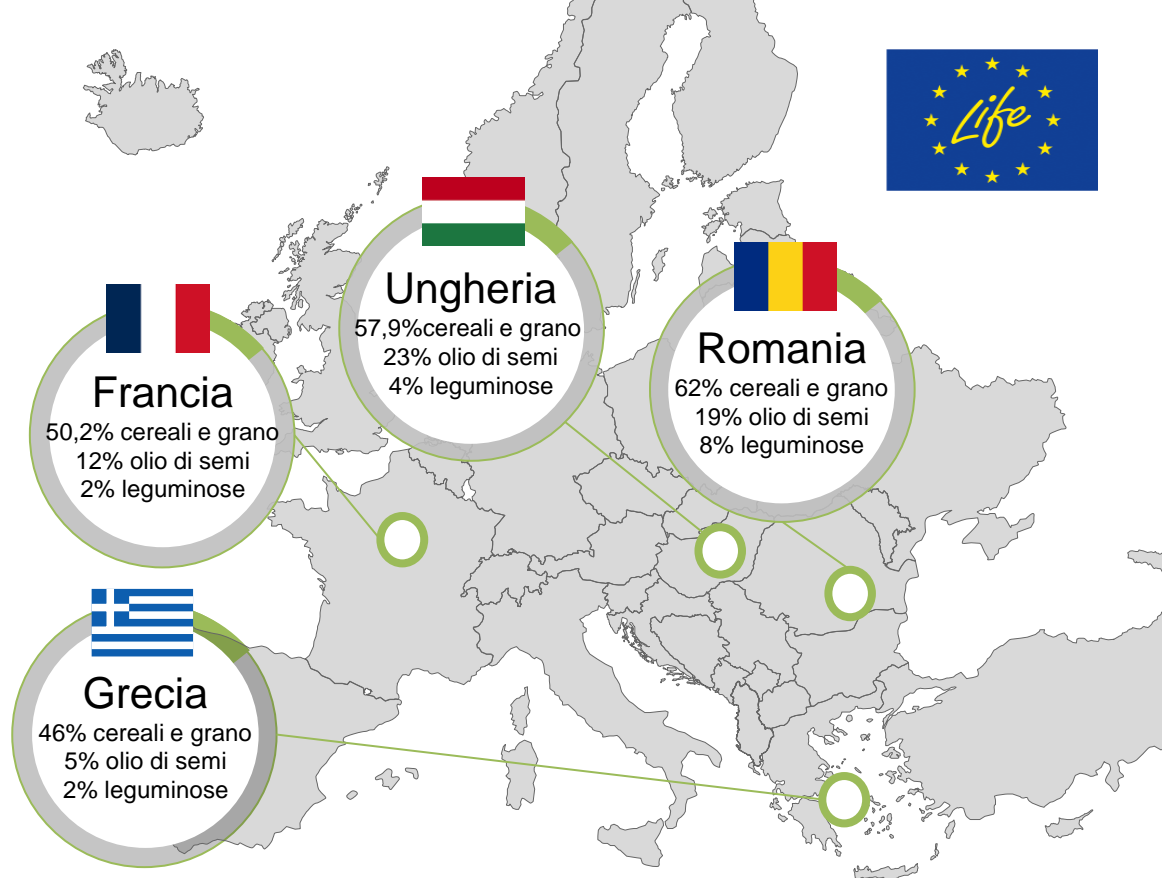 Life
Ungheria
57,9%cereali e grano
23% olio di semi
4% leguminose
Romania
62% cereali e grano
19% olio di semi
8% leguminose
Francia
50,2% cereali e grano
12% olio di semi
2% leguminose
Grecia
46% cereali e grano
5% olio di semi
2% leguminose